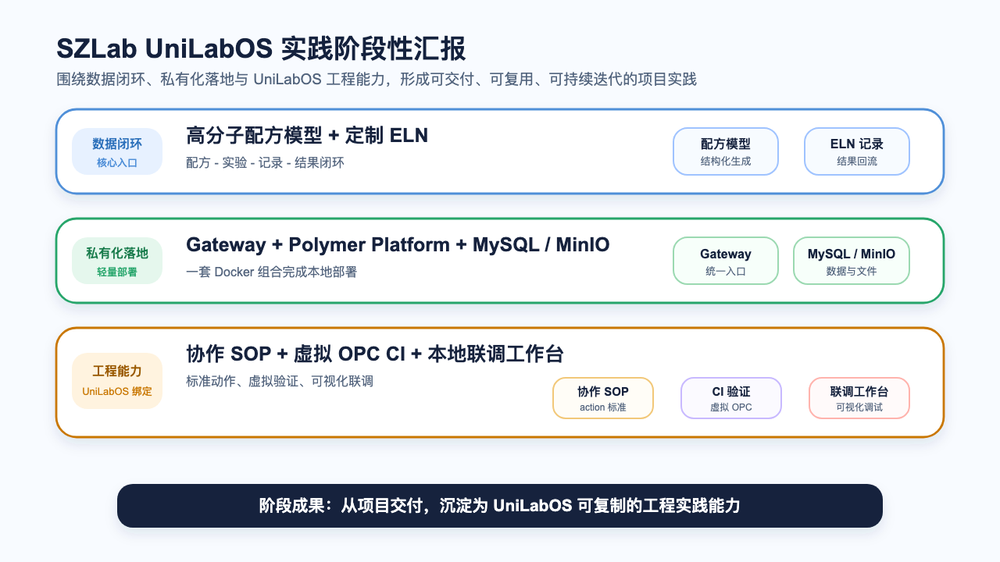 SZLab UniLabOS 实践阶段性汇报
围绕数据闭环、私有化落地与 UniLabOS 工程能力，形成可交付、可复用、可持续迭代的项目实践
数据闭环
核心入口
高分子配方模型 + 定制 ELN
配方 - 实验 - 记录 - 结果闭环
配方模型
结构化生成
ELN 记录
结果回流
私有化落地
轻量部署
Gateway + Polymer Platform + MySQL / MinIO
一套 Docker 组合完成本地部署
Gateway
统一入口
MySQL / MinIO
数据与文件
工程能力
UniLabOS 绑定
协作 SOP + 虚拟 OPC CI + 本地联调工作台
标准动作、虚拟验证、可视化联调
协作 SOP
action 标准
CI 验证
虚拟 OPC
联调工作台
可视化调试
阶段成果：从项目交付，沉淀为 UniLabOS 可复制的工程实践能力